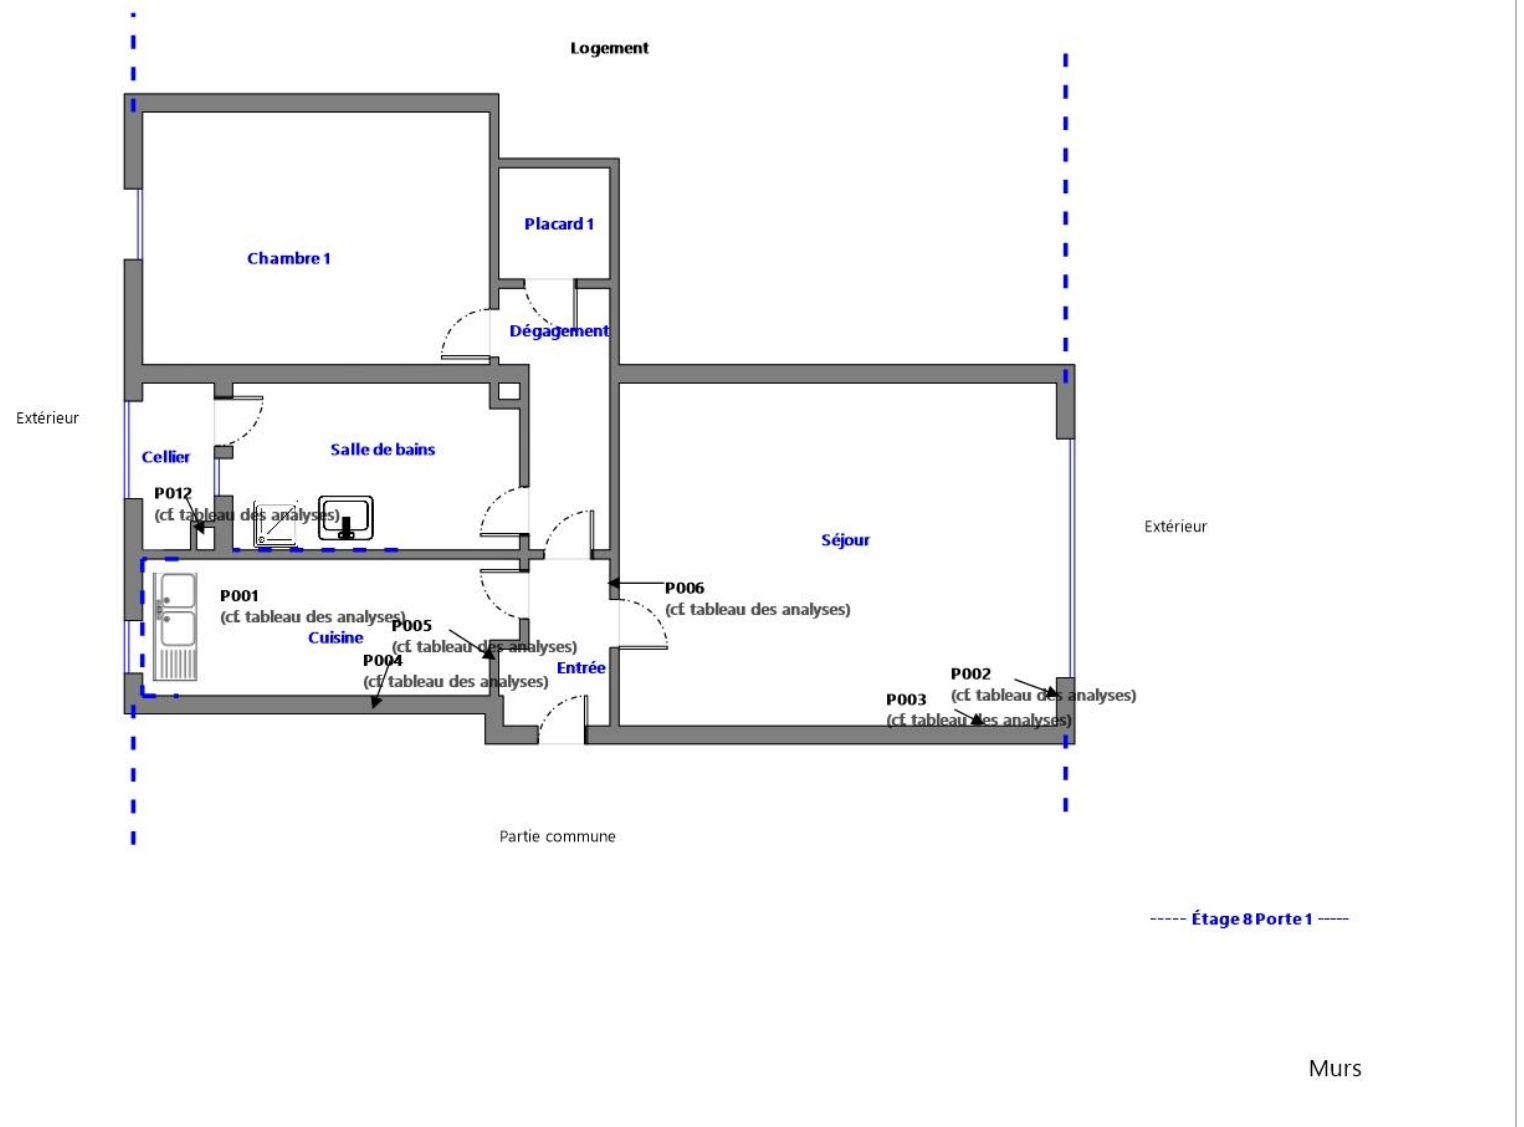 Logement
Placard 1
Chambre 1
Dégagement
Extérieur
Salle de bains
Cellier
P012
(cf. tableau des analyses)
Extérieur
Séjour
P006
(cf. tableau des analyses)
P001
(cf. tableau des analyses)
P005
Cuisine
(cf. tableau des analyses)
P004
Entrée
(cf. tableau des analyses)
P002
(cf. tableau des analyses)
P003
(cf. tableau des analyses)
Partie commune
----- Étage 8 Porte 1 -----
Murs